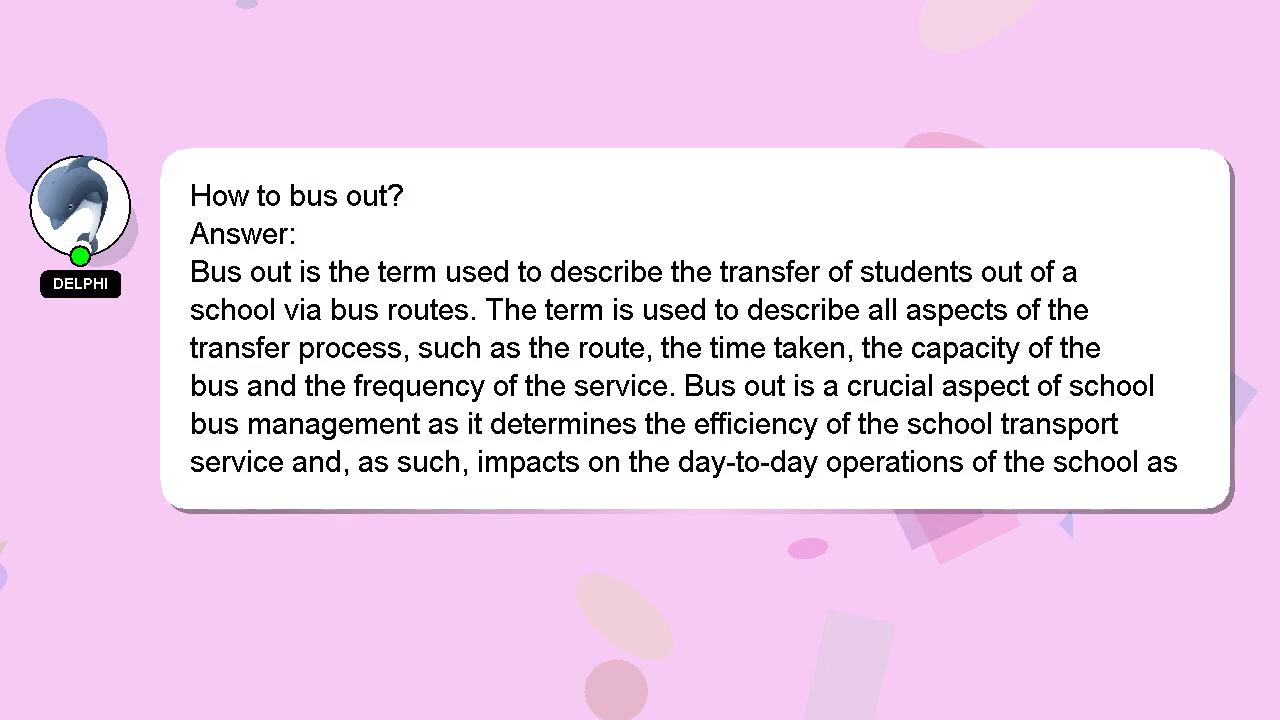 How to bus out?
Answer:
Bus out is the term used to describe the transfer of students out of a
school via bus routes. The term is used to describe all aspects of the
transfer process, such as the route, the time taken, the capacity of the
bus and the frequency of the service. Bus out is a crucial aspect of school
bus management as it determines the efficiency of the school transport
service and, as such, impacts on the day-to-day operations of the school as
DELPHI